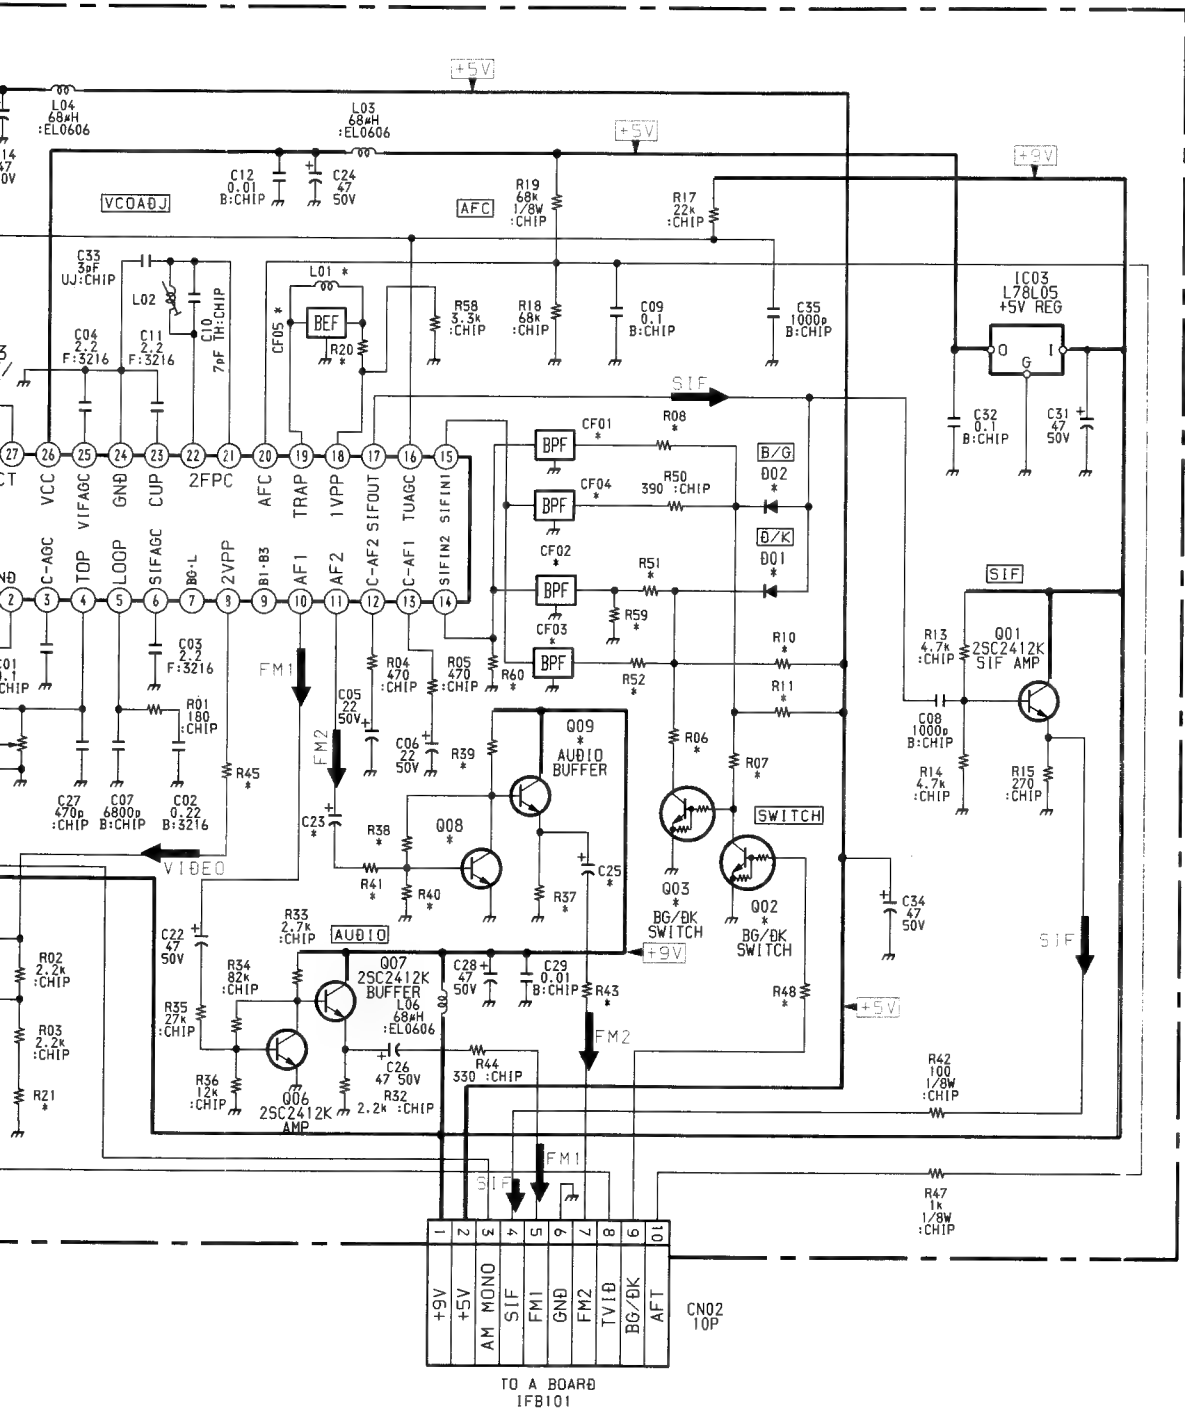 +5V
L04
68μH
:EL0606
L03
68μH
:EL0606
+5V
+9V
14
47
0V
C12
0.01
B:CHIP
+
C24
47
50V
R19
68k
1/8W
:CHIP
R17
22k
:CHIP
VCOADJ
AFC
C33
3pF
UJ:CHIP
L02
C10
7pF TH:CHIP
L01 *
BEF
CF05 *
R20
*
R58
3.3k
:CHIP
R18
68k
:CHIP
C09
0.1
B:CHIP
C35
1000p
B:CHIP
IC03
L78L05
+5V REG
O
G
I
C04
2.2
F:3216
C11
2.2
F:3216
C32
0.1
B:CHIP
C31
47
50V
+
SIF
CF01
*
BPF
R08
*
B/G
D02
*
CF04
*
BPF
R50
390 :CHIP
D/K
D01
*
CF02
*
BPF
R51
*
R59
*
CF03
*
BPF
R52
*
R10
*
R11
*
27
26
25
24
23
22
21
20
19
18
17
16
15
CT
VCC
VIFAGC
GND
CUP
2FPC
AFC
TRAP
1VPP
SIFOUT
TUAGC
SIFIN1
ND
C-AGC
TOP
LOOP
SIFAGC
BG·L
2VPP
B1·B3
AF1
AF2
C-AF2
C-AF1
SIFIN2
2
3
4
5
6
7
8
9
10
11
12
13
14
C01
0.1
CHIP
C03
2.2
F:3216
R01
180
:CHIP
FM1
C05
22
50V
+
R04
470
:CHIP
R05
470
:CHIP
R60
*
C06
22
50V
+
FM2
SIF
R13
4.7k
:CHIP
Q01
2SC2412K
SIF AMP
C08
1000p
B:CHIP
R14
4.7k
:CHIP
R15
270
:CHIP
C27
470p
:CHIP
C07
6800p
B:CHIP
C02
0.22
B:3216
R45
*
VIDEO
C23
*
+
R38
*
R39
*
Q09
*
AUDIO
BUFFER
Q08
*
R41
*
R40
*
R37
*
+
C25
*
R06
*
R07
*
SWITCH
Q03
*
BG/DK
SWITCH
Q02
*
BG/DK
SWITCH
+
C34
47
50V
C22
47
50V
+
R33
2.7k
:CHIP
AUDIO
+9V
R02
2.2k
:CHIP
R34
82k
:CHIP
Q07
2SC2412K
BUFFER
L06
68μH
:EL0606
C28
47
50V
+
C29
0.01
B:CHIP
R43
*
R48
*
+5V
SIF
R35
27k
:CHIP
R03
2.2k
:CHIP
R21
*
R36
12k
:CHIP
Q06
2SC2412K
AMP
+
C26
47 50V
R32
2.2k :CHIP
R44
330 :CHIP
FM2
R42
100
1/8W
:CHIP
FM1
SIF
R47
1k
1/8W
:CHIP
1
2
3
4
5
6
7
8
9
10
+9V
+5V
AM MONO
SIF
FM1
GND
FM2
TVID
BG/DK
AFT
CN02
10P
TO A BOARD
IFB101